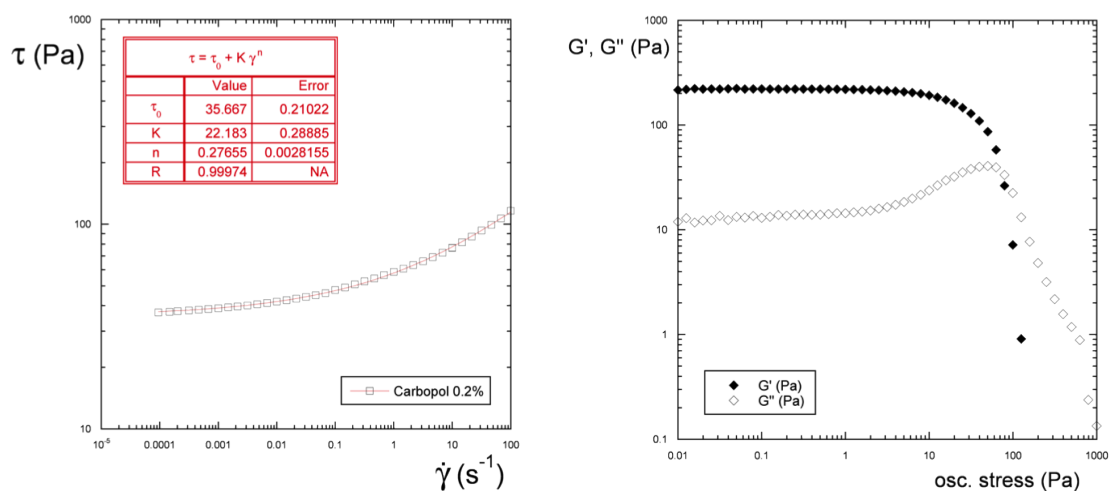 τ (Pa)
1000
100
10
τ = τ₀ + K γⁿ
Value Error
τ₀ 35.667 0.21022
K 22.183 0.28885
n 0.27655 0.0028155
R 0.99974 NA
Carbopol 0.2%
10⁻⁵ 0.0001 0.001 0.01 0.1 1 10 100
γ̇ (s⁻¹)
G', G'' (Pa)
1000
100
10
1
0.1
G' (Pa)
G'' (Pa)
0.01 0.1 1 10 100 1000
osc. stress (Pa)